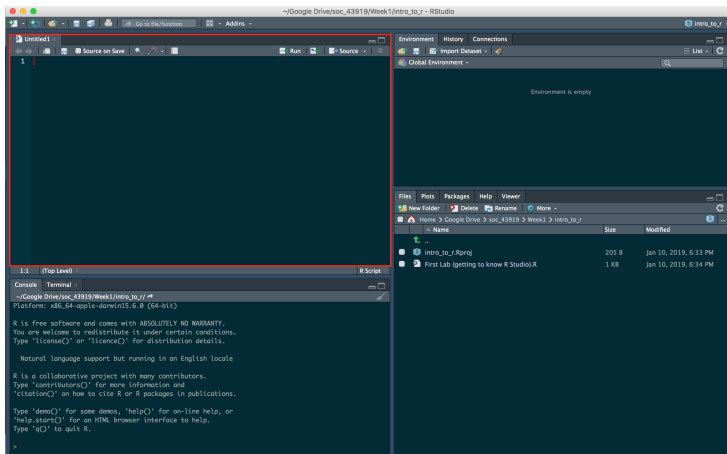 ~/Google Drive/soc_43919/Week1/intro_to_r - RStudio
Go to file/function
Addins
intro_to_r
Untitled1
Source on Save
Run
Source
1
1:1 (Top Level)
R Script
Console Terminal
~/Google Drive/soc_43919/Week1/intro_to_r/
Platform: x86_64-apple-darwin15.6.0 (64-bit)
R is free software and comes with ABSOLUTELY NO WARRANTY.
You are welcome to redistribute it under certain conditions.
Type 'license()' or 'licence()' for distribution details.
Natural language support but running in an English locale
R is a collaborative project with many contributors.
Type 'contributors()' for more information and
'citation()' on how to cite R or R packages in publications.
Type 'demo()' for some demos, 'help()' for on-line help, or
'help.start()' for an HTML browser interface to help.
Type 'q()' to quit R.
>
Environment History Connections
Import Dataset
List
Global Environment
Environment is empty
Files Plots Packages Help Viewer
New Folder Delete Rename More
Home > Google Drive > soc_43919 > Week1 > intro_to_r
...
Name Size Modified
..
intro_to_r.Rproj 205 B Jan 10, 2019, 6:33 PM
First Lab (getting to know R Studio).R 1 KB Jan 10, 2019, 9:34 PM